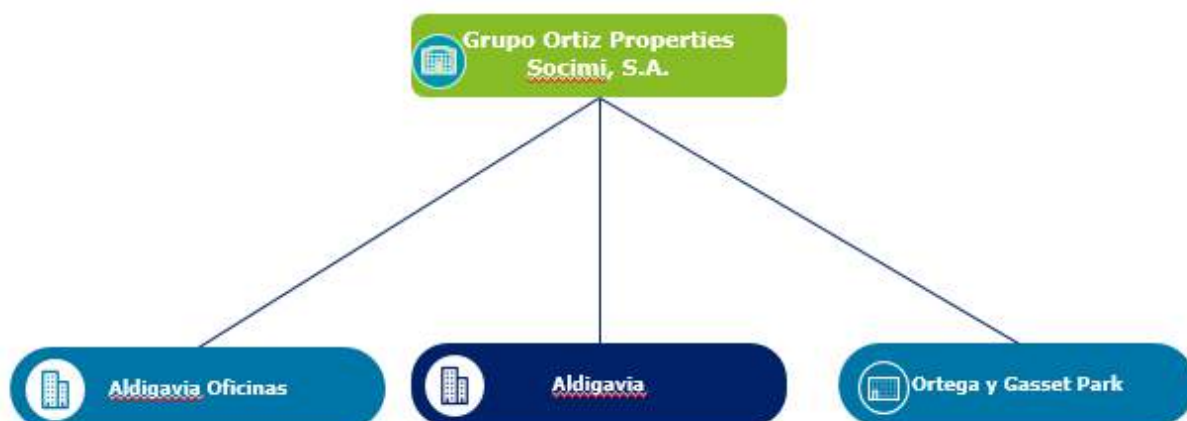 Grupo Ortiz Properties
Socimi, S.A.
Aldigavia Oficinas
Aldigavia
Ortega y Gasset Park